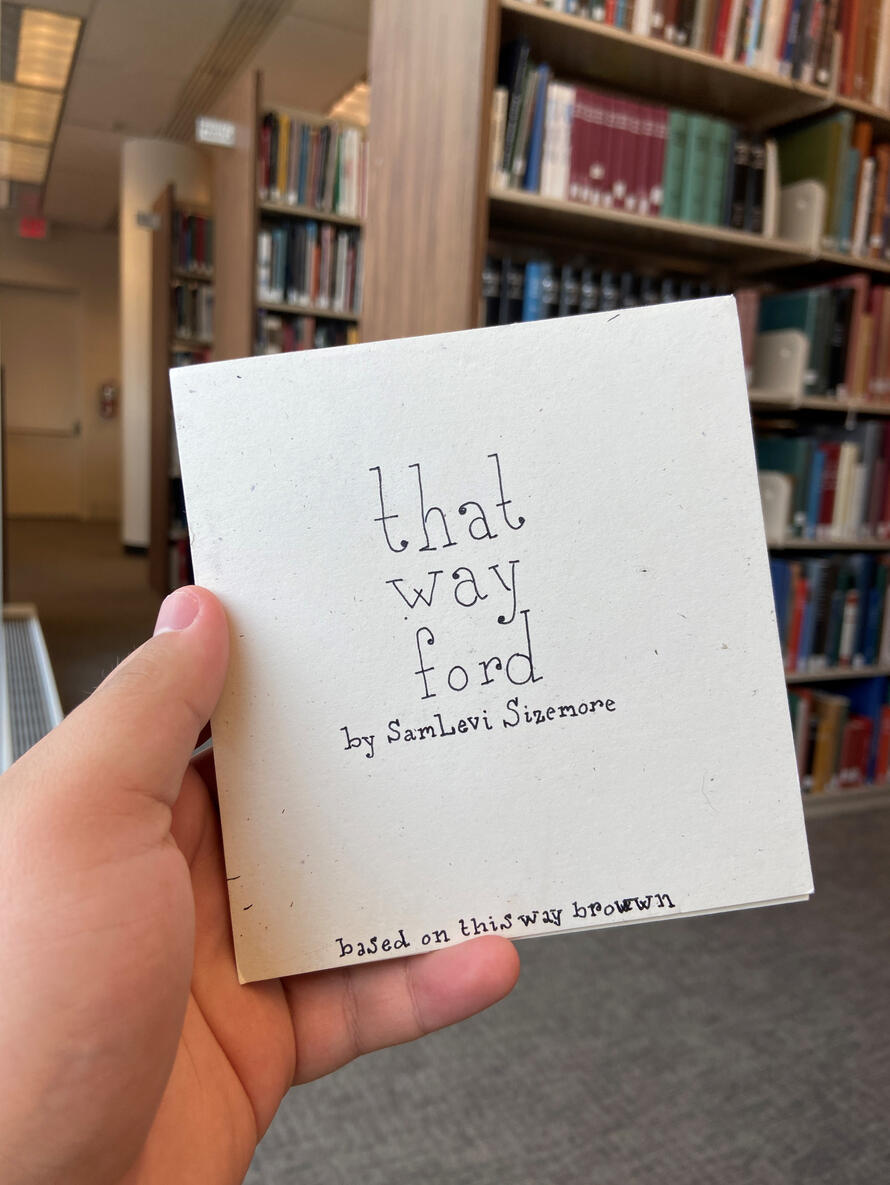 that
way
ford
by SamLevi Sizemore
based on this way browwn